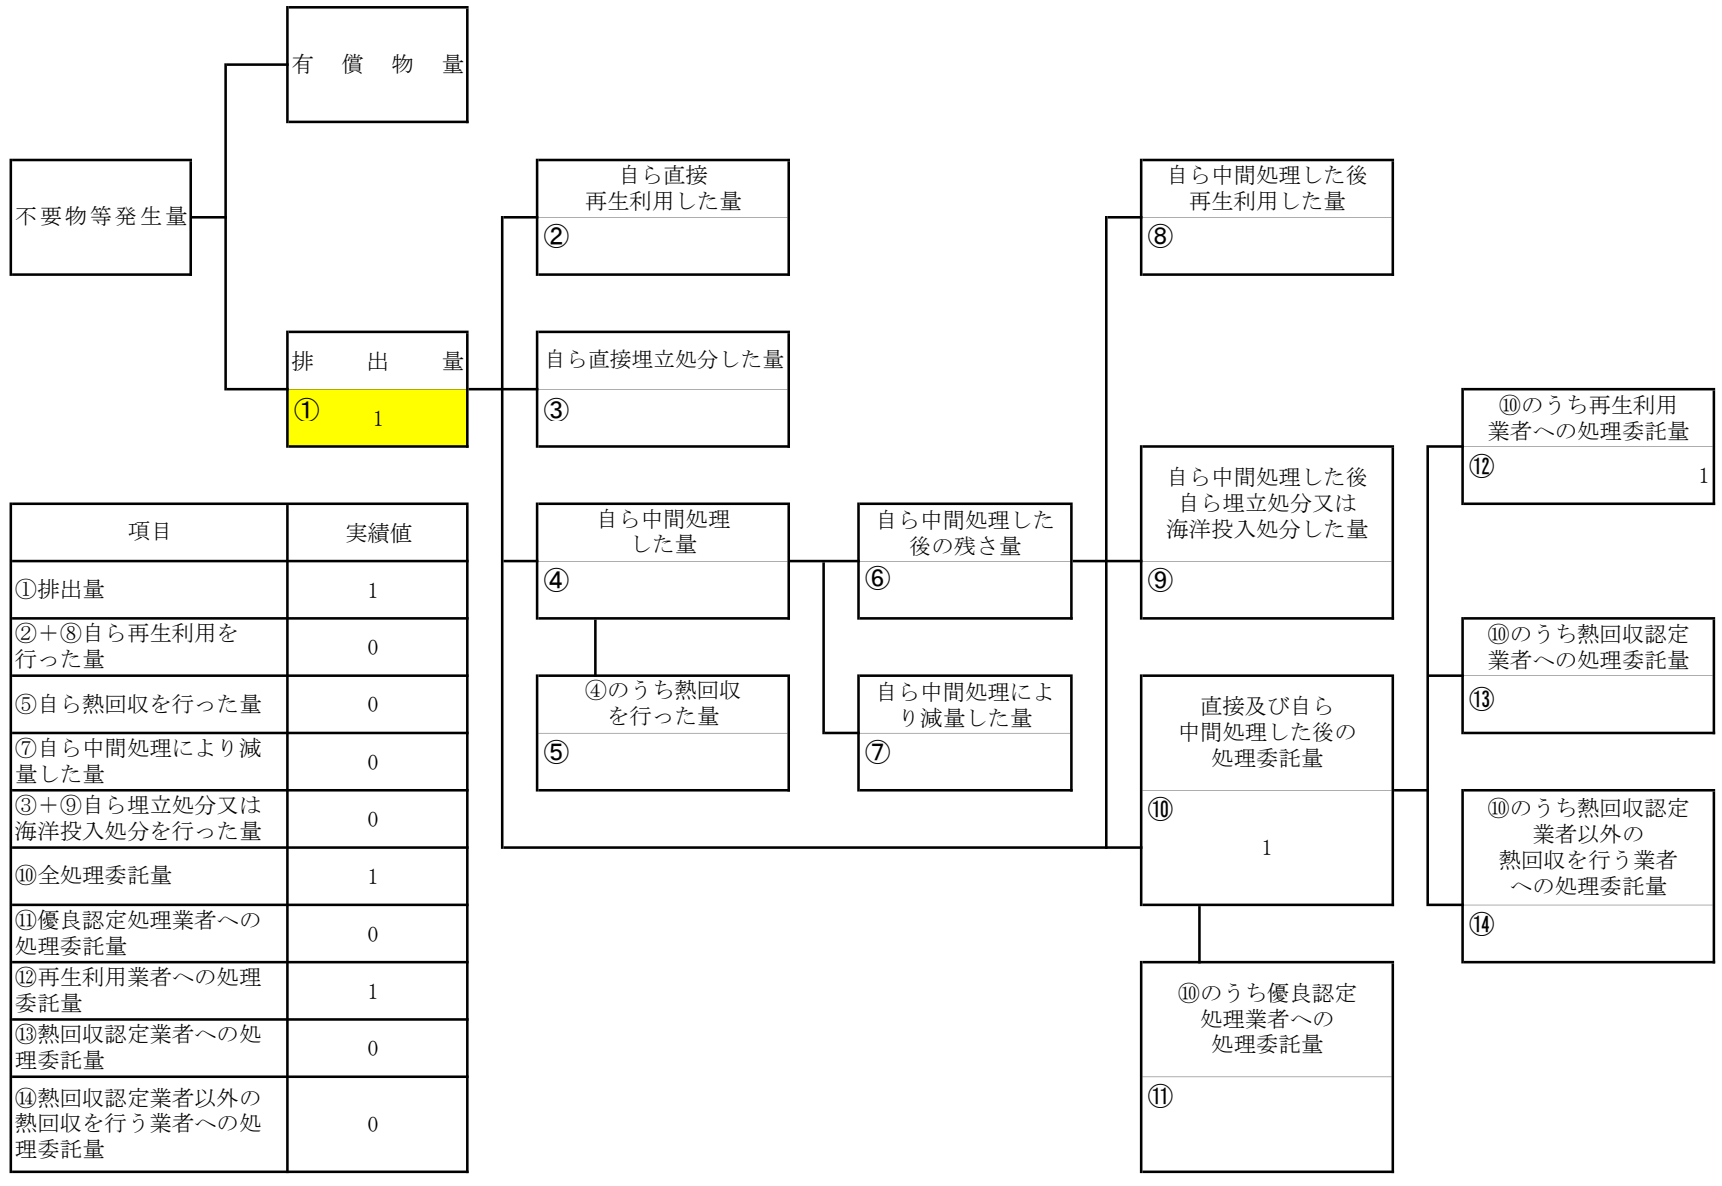 有償物量
不要物等発生量
排出量
① 1
自ら直接
再生利用した量
②
自ら直接埋立処分した量
③
自ら中間処理
した量
④
④のうち熱回収
を行った量
⑤
自ら中間処理した
後の残さ量
⑥
自ら中間処理によ
り減量した量
⑦
自ら中間処理した後
再生利用した量
⑧
自ら中間処理した後
自ら埋立処分又は
海洋投入処分した量
⑨
直接及び自ら
中間処理した後の
処理委託量
⑩
1
⑩のうち優良認定
処理業者への
処理委託量
⑪
⑩のうち再生利用
業者への処理委託量
⑫ 1
⑩のうち熱回収認定
業者への処理委託量
⑬
⑩のうち熱回収認定
業者以外の
熱回収を行う業者
への処理委託量
⑭
項目 実績値
①排出量 1
②＋⑧自ら再生利用を
行った量 0
⑤自ら熱回収を行った量 0
⑦自ら中間処理により減
量した量 0
③＋⑨自ら埋立処分又は
海洋投入処分を行った量 0
⑩全処理委託量 1
⑪優良認定処理業者への
処理委託量 0
⑫再生利用業者への処理
委託量 1
⑬熱回収認定業者への処
理委託量 0
⑭熱回収認定業者以外の
熱回収を行う業者への処
理委託量 0